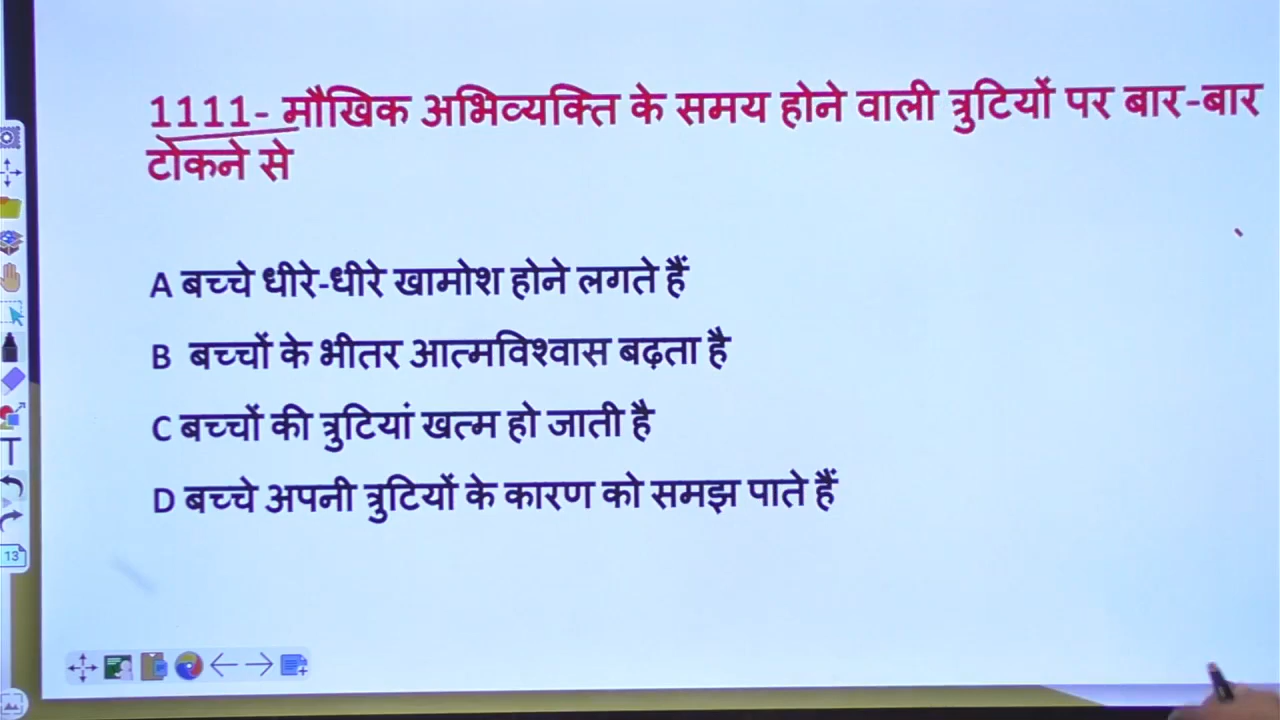 1111- मौखिक अभिव्यक्ति के समय होने वाली त्रुटियों पर बार-बार
टोकने से
A बच्चे धीरे-धीरे खामोश होने लगते हैं
B बच्चों के भीतर आत्मविश्वास बढ़ता है
C बच्चों की त्रुटियां खत्म हो जाती है
D बच्चे अपनी त्रुटियों के कारण को समझ पाते हैं
13